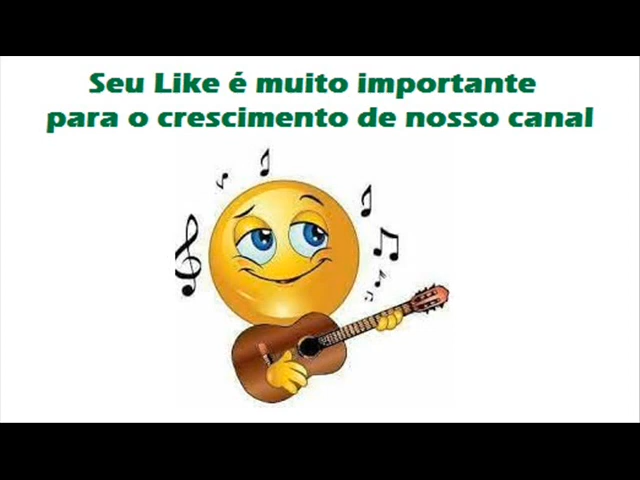 Seu Like é muito importante
para o crescimento de nosso canal